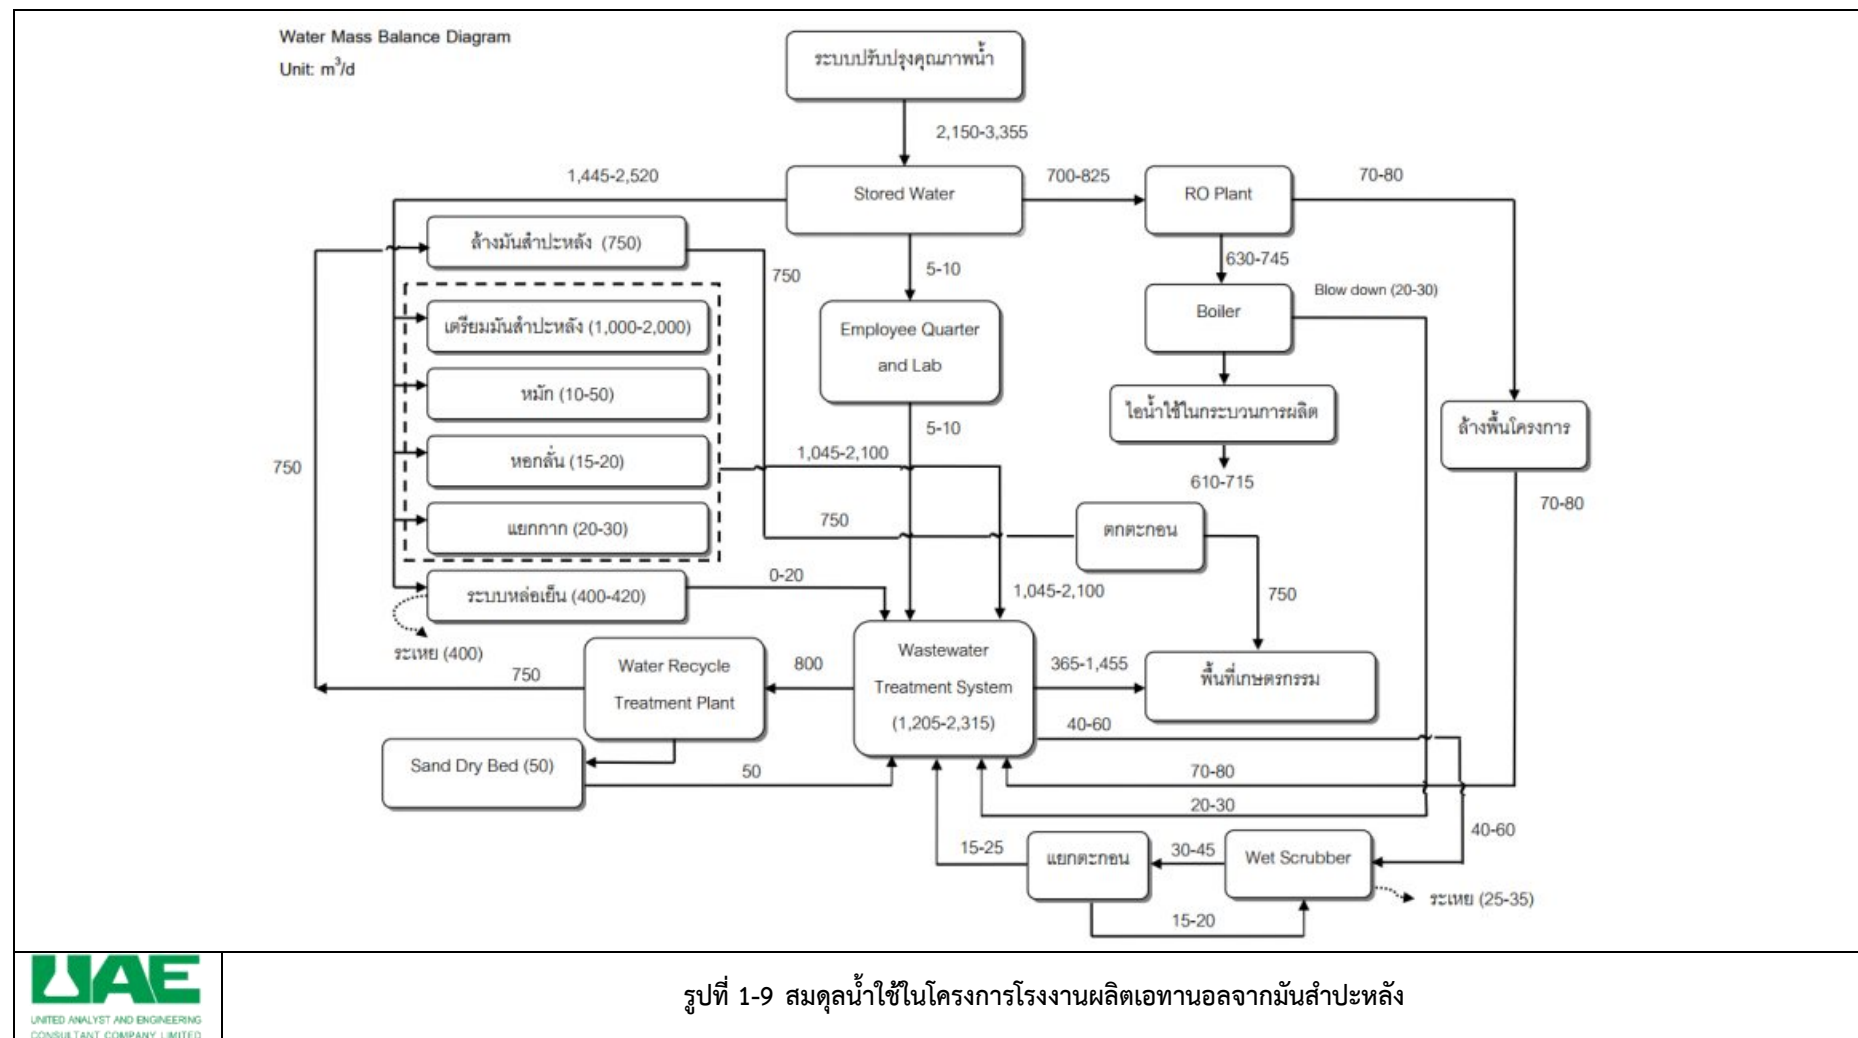 Water Mass Balance Diagram
Unit: m³/d
ระบบปรับปรุงคุณภาพน้ำ
2,150-3,355
1,445-2,520
Stored Water
700-825
RO Plant
70-80
ล้างมันสำปะหลัง (750)
750
5-10
630-745
Blow down (20-30)
Boiler
เตรียมมันสำปะหลัง (1,000-2,000)
Employee Quarter
and Lab
หมัก (10-50)
ไอน้ำใช้ในกระบวนการผลิต
ล้างพื้นโครงการ
5-10
750
หอกลั่น (15-20)
1,045-2,100
610-715
70-80
แยกกาก (20-30)
750
ตกตะกอน
0-20
1,045-2,100
750
ระบบหล่อเย็น (400-420)
ระเหย (400)
750
Water Recycle
Treatment Plant
800
Wastewater
Treatment System
(1,205-2,315)
365-1,455
พื้นที่เกษตรกรรม
40-60
Sand Dry Bed (50)
50
70-80
20-30
40-60
15-25
แยกตะกอน
30-45
Wet Scrubber
ระเหย (25-35)
15-20
UAE
UNITED ANALYST AND ENGINEERING
CONSULTANT COMPANY LIMITED
รูปที่ 1-9 สมดุลน้ำใช้ในโครงการโรงงานผลิตเอทานอลจากมันสำปะหลัง